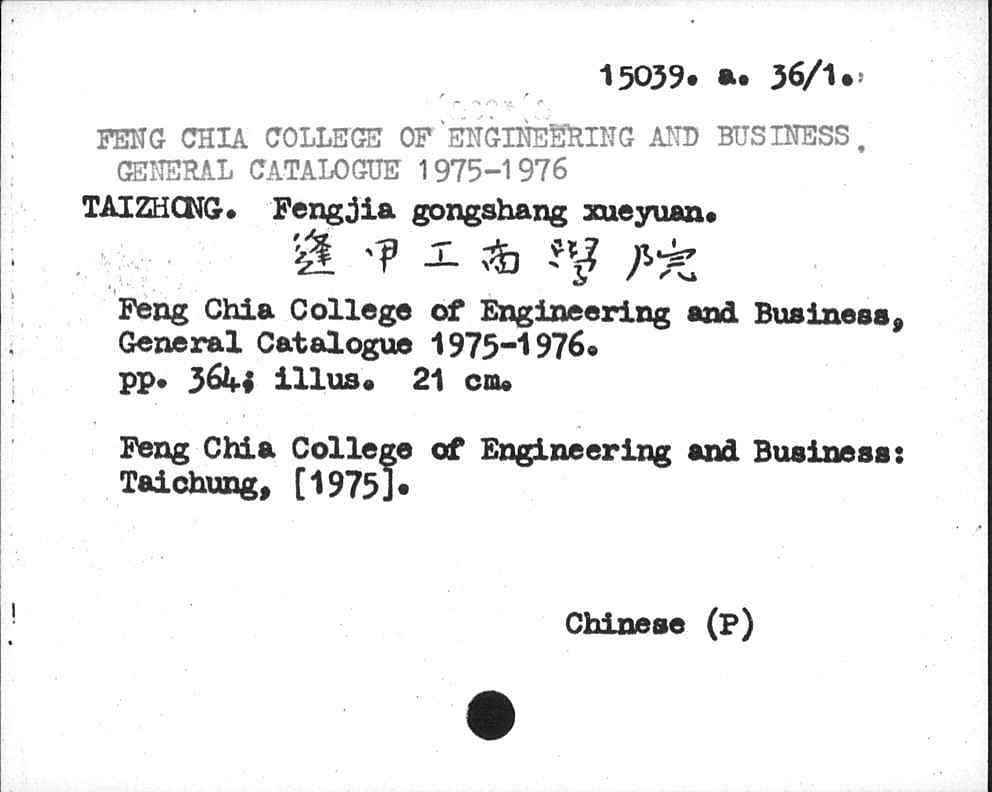 15039. a. 36/1.
FENG CHIA COLLEGE OF ENGINEERING AND BUSINESS.
GENERAL CATALOGUE 1975-1976
TAIZHONG. Fengjia gongshang xueyuan.
逢甲工商學院
Feng Chia College of Engineering and Business,
General Catalogue 1975-1976.
pp. 364; illus. 21 cm.
Feng Chia College of Engineering and Business:
Taichung, [1975].
Chinese (P)